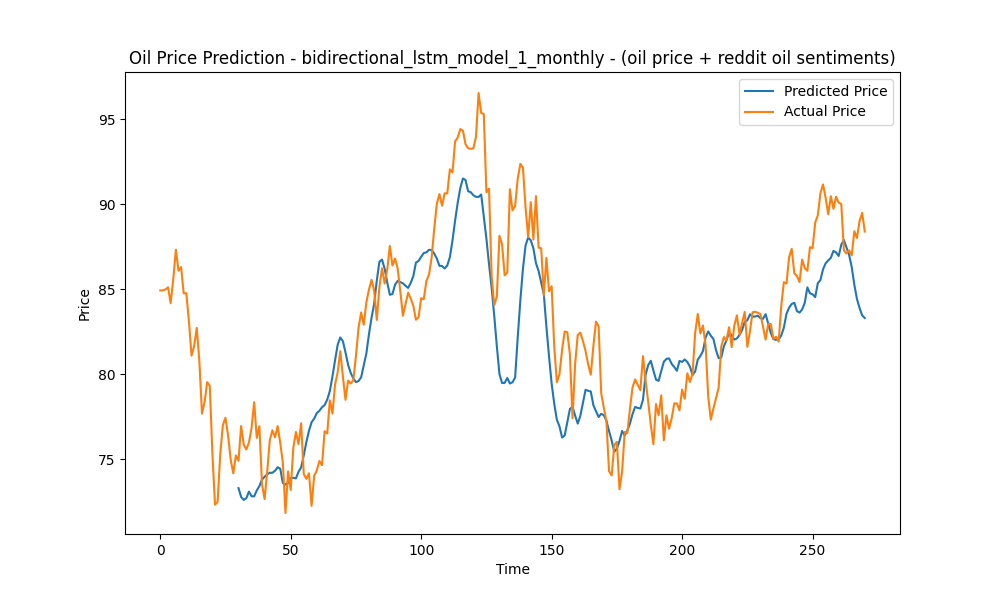 Oil Price Prediction - bidirectional_lstm_model_1_monthly - (oil price + reddit oil sentiments)
Predicted Price
Actual Price
95
90
85
80
75
Price
0 50 100 150 200 250
Time